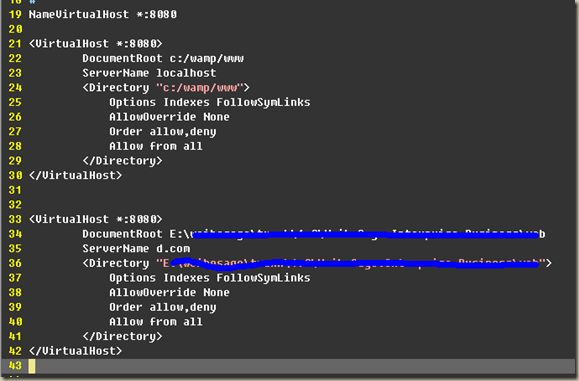 18 #
19 NameVirtualHost *:8080
20
21 <VirtualHost *:8080>
22 DocumentRoot c:/wamp/www
23 ServerName localhost
24 <Directory "c:/wamp/www">
25 Options Indexes FollowSymLinks
26 AllowOverride None
27 Order allow,deny
28 Allow from all
29 </Directory>
30 </VirtualHost>
31
32
33 <VirtualHost *:8080>
34 DocumentRoot E:\
35 ServerName d.com
36 <Directory "E:
37 Options Indexes FollowSymLinks
38 AllowOverride None
39 Order allow,deny
40 Allow from all
41 </Directory>
42 </VirtualHost>
43